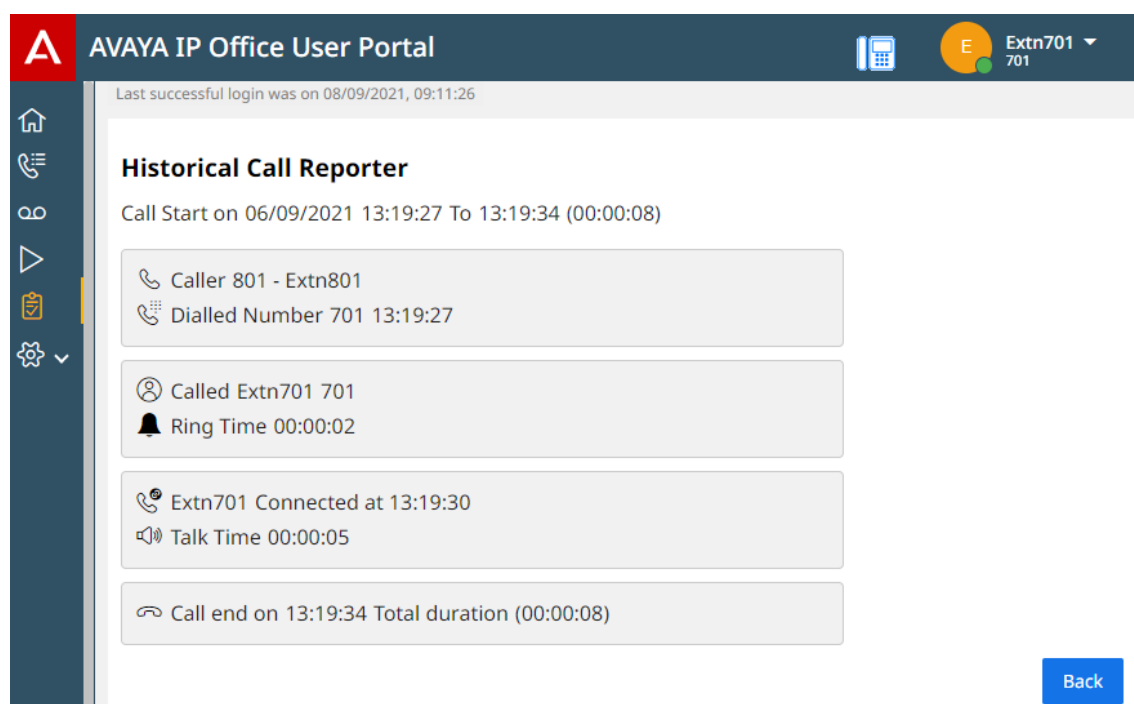 AVAYA IP Office User Portal
E
Extn701
701
Last successful login was on 08/09/2021, 09:11:26
Historical Call Reporter
Call Start on 06/09/2021 13:19:27 To 13:19:34 (00:00:08)
Caller 801 - Extn801
Dialled Number 701 13:19:27
Called Extn701 701
Ring Time 00:00:02
Extn701 Connected at 13:19:30
Talk Time 00:00:05
Call end on 13:19:34 Total duration (00:00:08)
Back